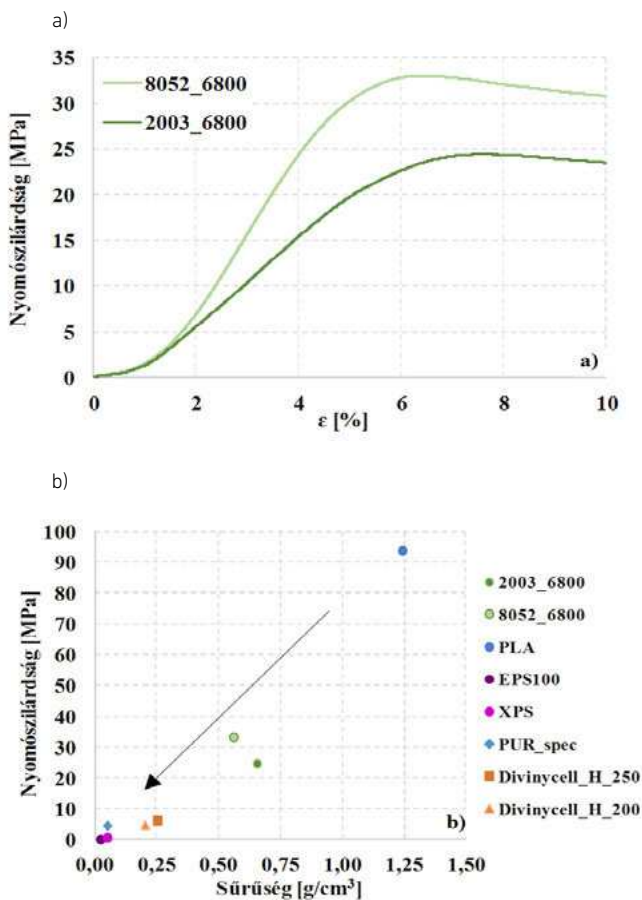 a)
35
30
25
20
15
10
5
0
Nyomószilárdság [MPa]
8052_6800
2003_6800
a)
0 2 4 6 8 10
ε [%]
b)
100
90
80
70
60
50
40
30
20
10
0
Nyomószilárdság [MPa]
b)
0,00 0,25 0,50 0,75 1,00 1,25 1,50
Sűrűség [g/cm³]
2003_6800
8052_6800
PLA
EPS100
XPS
PUR_spec
Divinycell_H_250
Divinycell_H_200